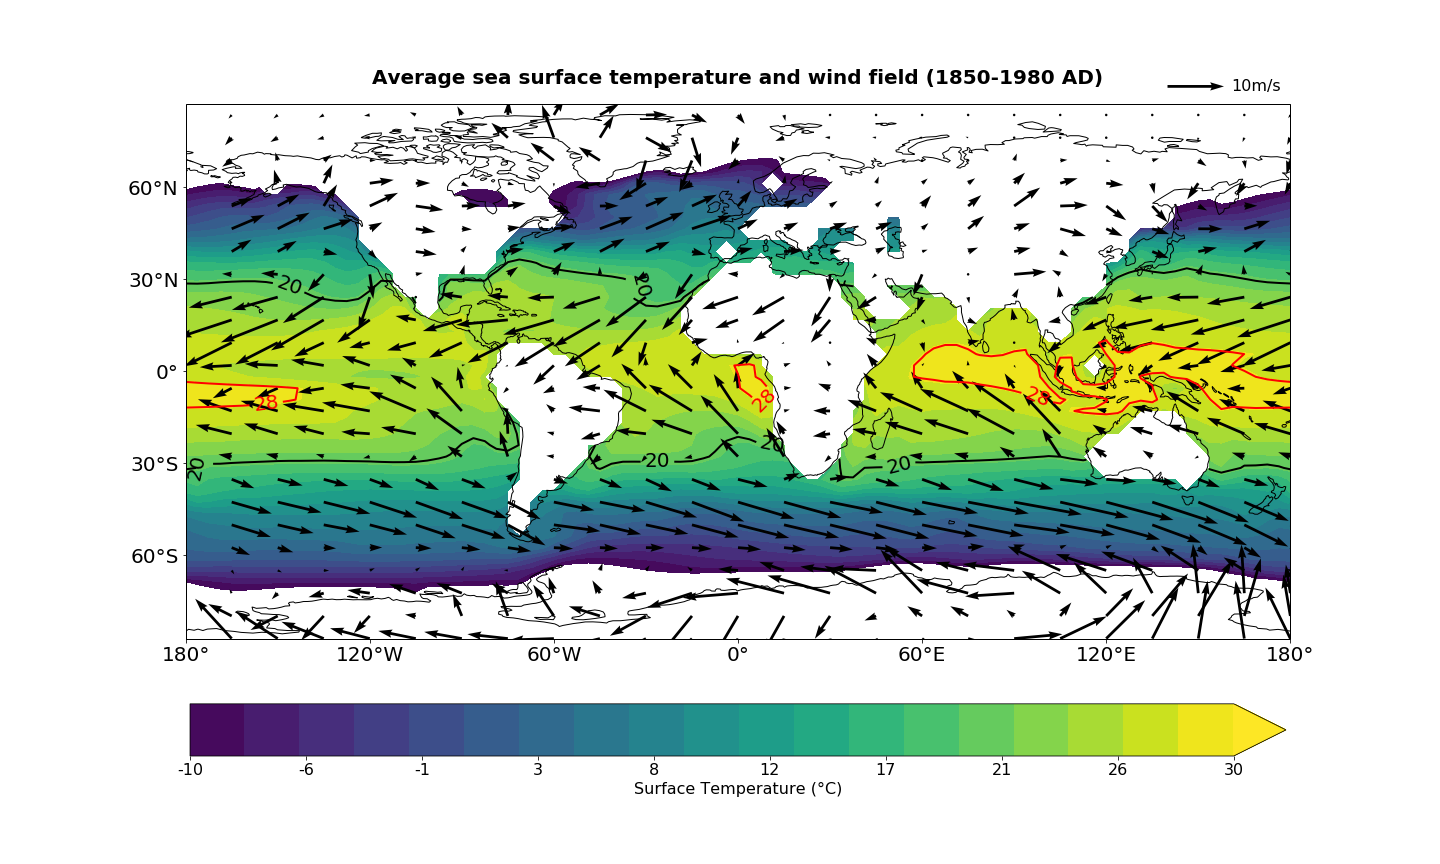 Average sea surface temperature and wind field (1850-1980 AD)
10m/s
60°N
30°N
0°
30°S
60°S
20
20
28
28
28
20
20
20
20
180°
120°W
60°W
0°
60°E
120°E
180°
-10
-6
-1
3
8
12
17
21
26
30
Surface Temperature (°C)